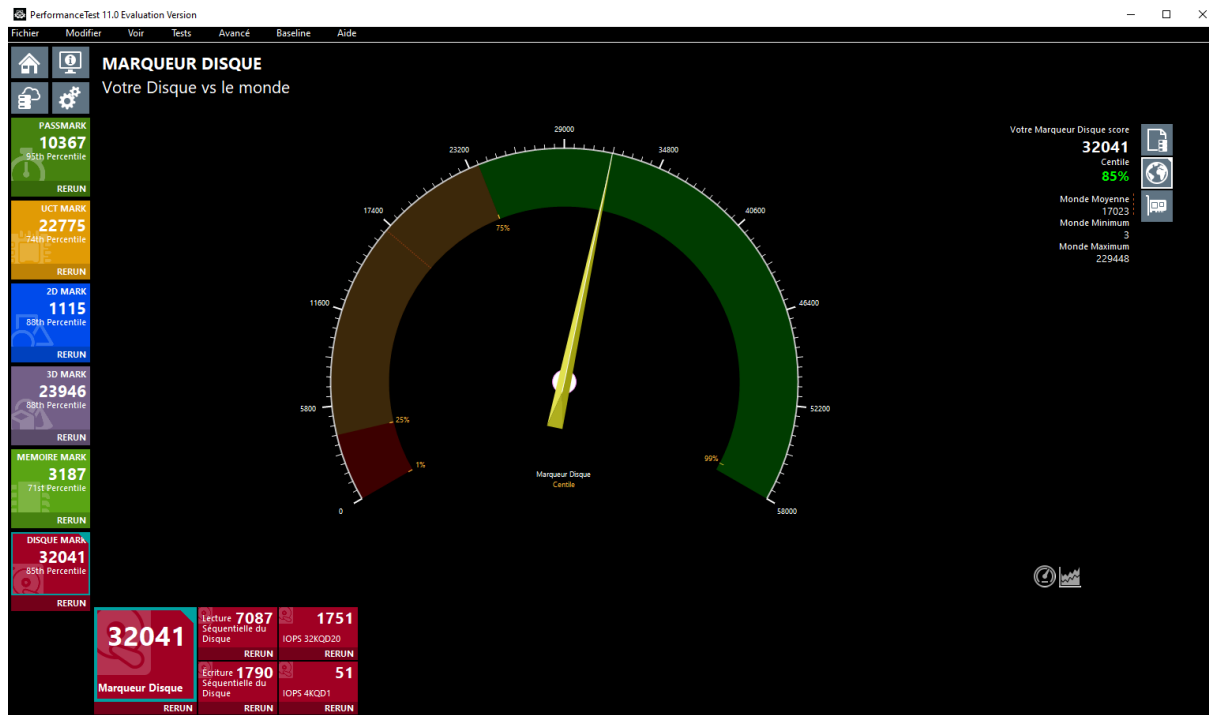 PerformanceTest 11.0 Evaluation Version
Fichier Modifier Voir Tests Avancé Baseline Aide
MARQUEUR DISQUE
Votre Disque vs le monde
PASSMARK
10367
95th Percentile
RERUN
UCT MARK
22775
74th Percentile
RERUN
2D MARK
1115
88th Percentile
RERUN
3D MARK
23946
88th Percentile
RERUN
MEMOIRE MARK
3187
71st Percentile
RERUN
DISQUE MARK
32041
85th Percentile
RERUN
0
5800
11600
17400
23200
29000
34800
40600
46400
52200
58000
1%
25%
75%
99%
Marqueur Disque
Centile
Votre Marqueur Disque score
32041
Centile
85%
Monde Moyenne
17023
Monde Minimum
3
Monde Maximum
229448
32041
Marqueur Disque
RERUN
Lecture 7087
Séquentielle du
Disque
RERUN
1751
IOPS 32KQD20
RERUN
Écriture 1790
Séquentielle du
Disque
RERUN
51
IOPS 4KQD1
RERUN